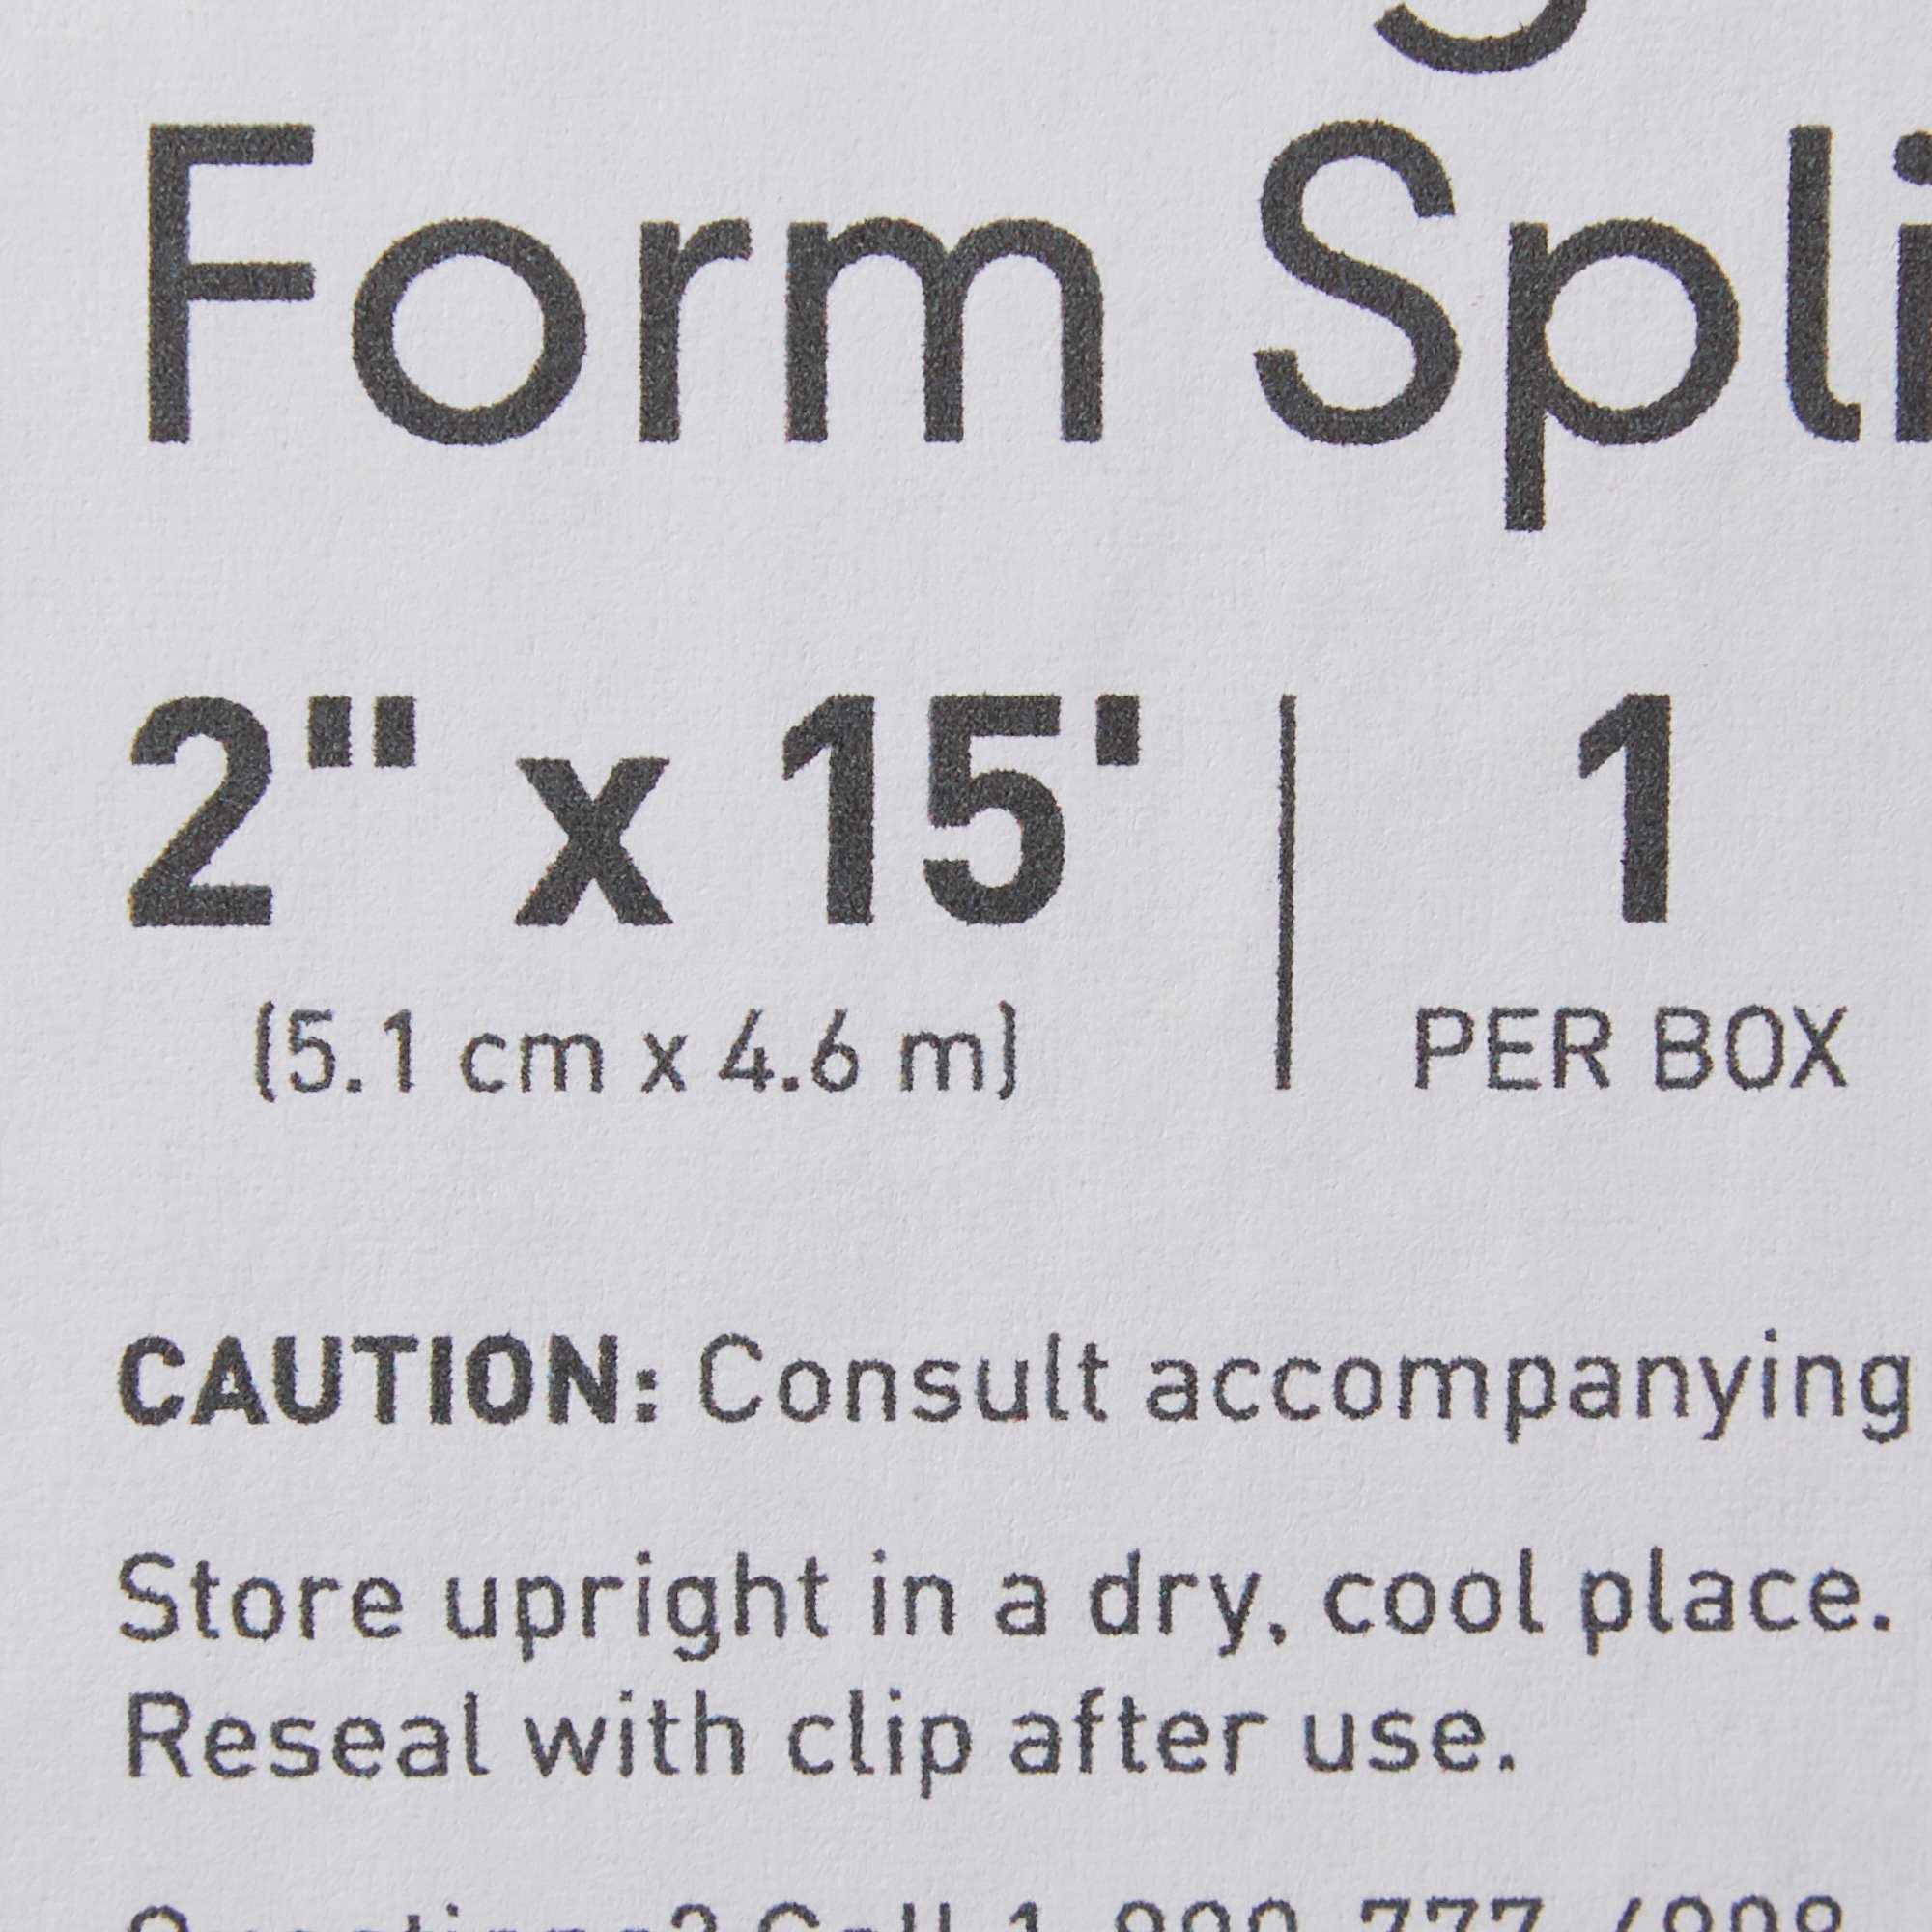 Form
2" x 15' | 1
(5.1 cm x 4.6 m) PER BOX
CAUTION: Consult accompanying
Store upright in a dry, cool place.
Reseal with clip after use.